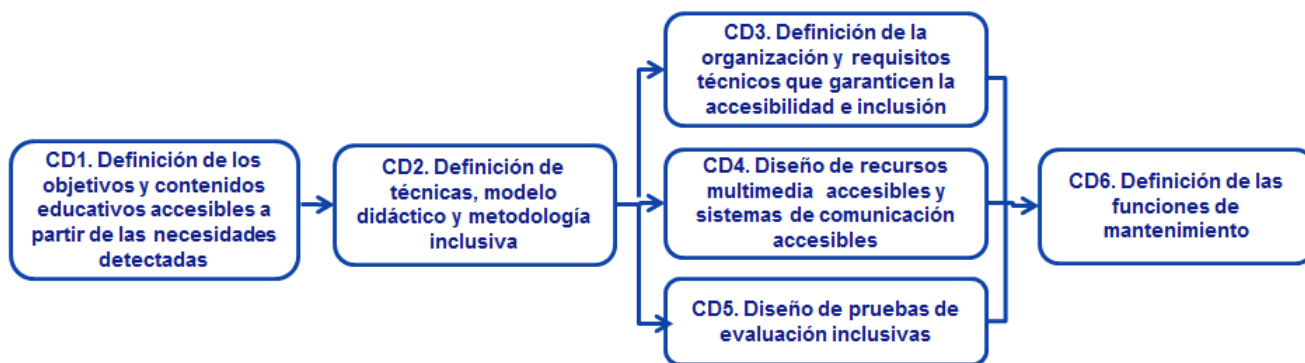 CD1. Definición de los
objetivos y contenidos
educativos accesibles a
partir de las necesidades
detectadas
CD2. Definición de
técnicas, modelo
didáctico y metodología
inclusiva
CD3. Definición de la
organización y requisitos
técnicos que garanticen la
accesibilidad e inclusión
CD4. Diseño de recursos
multimedia accesibles y
sistemas de comunicación
accesibles
CD5. Diseño de pruebas de
evaluación inclusivas
CD6. Definición de las
funciones de
mantenimiento